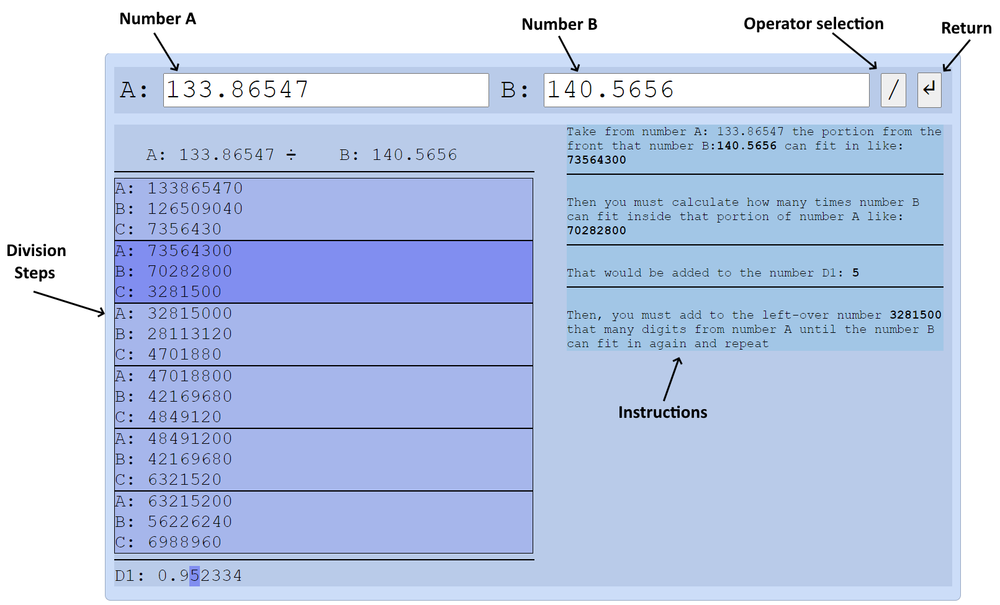 Number A
Number B
Operator selection
Return
A: 133.86547 B: 140.5656 / ↵
A: 133.86547 ÷ B: 140.5656
A: 133865470
B: 126509040
C: 7356430
A: 73564300
B: 70282800
C: 3281500
A: 32815000
B: 28113120
C: 4701880
A: 47018800
B: 42169680
C: 4849120
A: 48491200
B: 42169680
C: 6321520
A: 63215200
B: 56226240
C: 6988960
D1: 0.952334
Division
Steps
Take from number A: 133.86547 the portion from the
front that number B:140.5656 can fit in like:
73564300
Then you must calculate how many times number B
can fit inside that portion of number A like:
70282800
That would be added to the number D1: 5
Then, you must add to the left-over number 3281500
that many digits from number A until the number B
can fit in again and repeat
Instructions